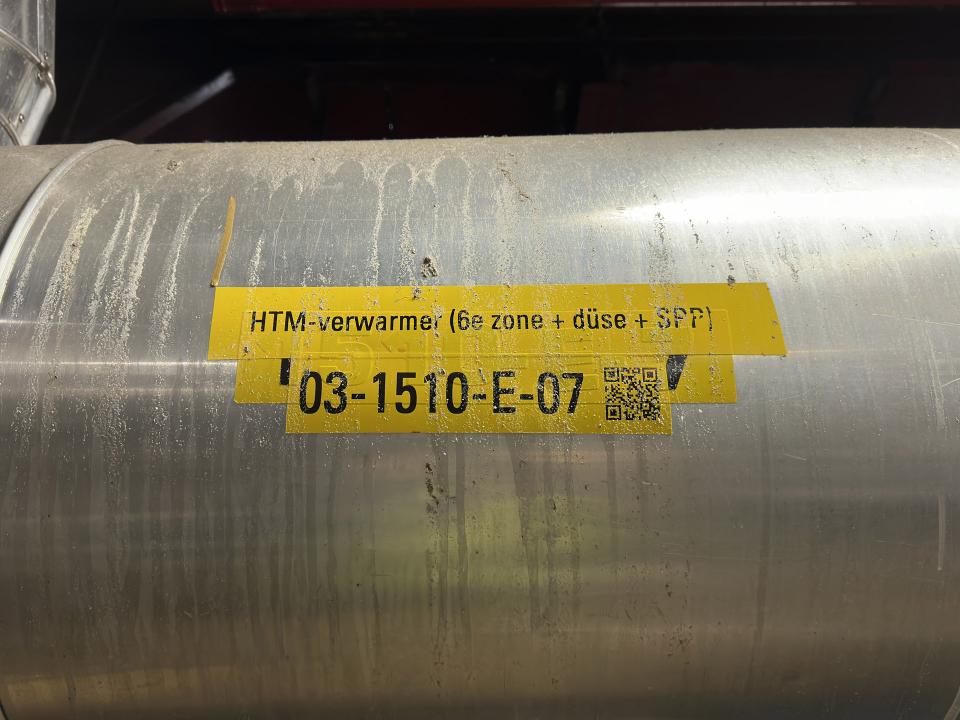 HTM-verwarmer (6e zone + düse + SPP)
03-1510-E-07